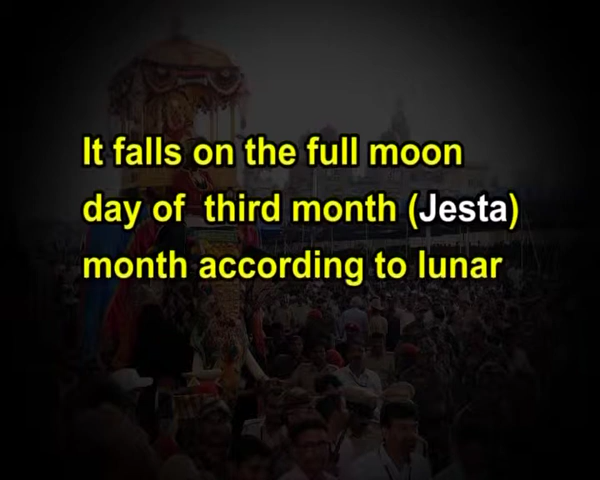 It falls on the full moon
day of  third month (Jesta)
month according to lunar